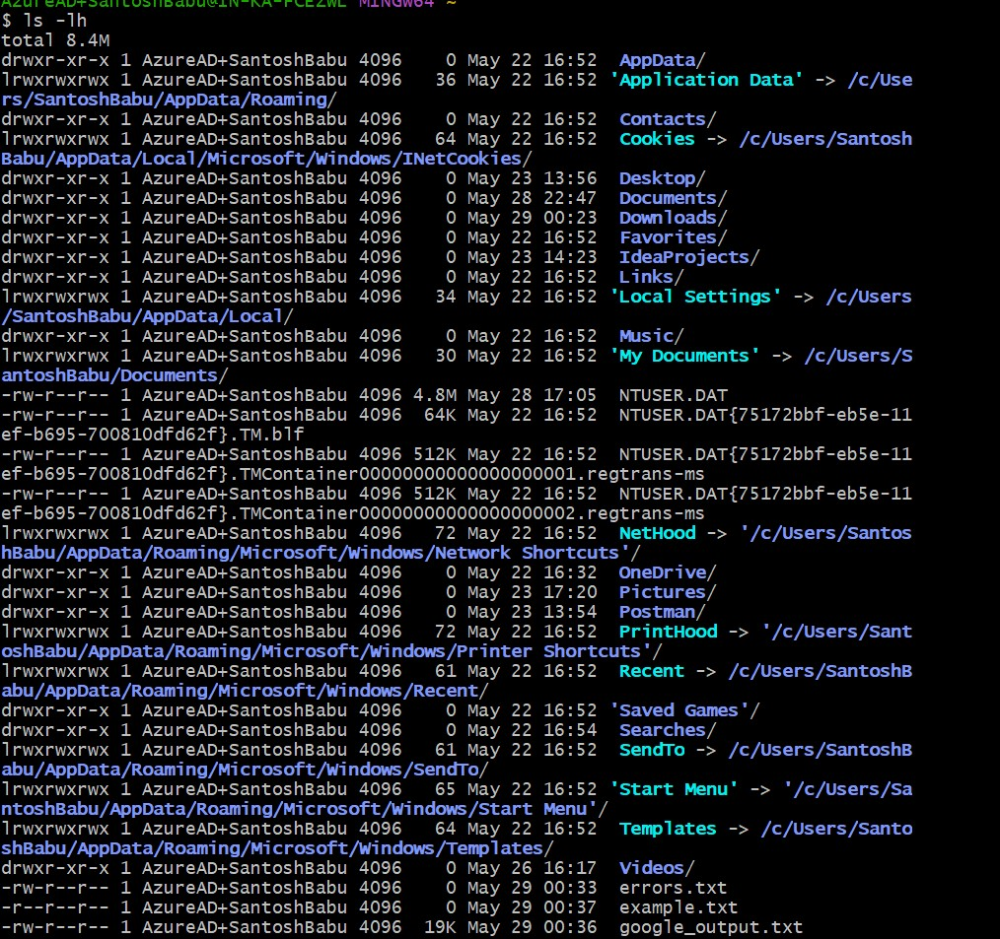 AzureAD+SantoshBabu@IN-KA-PCEZWL MINGW64 ~
$ ls -lh
total 8.4M
drwxr-xr-x 1 AzureAD+SantoshBabu 4096    0 May 22 16:52  AppData/
lrwxrwxrwx 1 AzureAD+SantoshBabu 4096   36 May 22 16:52 'Application Data' -> /c/Use
rs/SantoshBabu/AppData/Roaming/
drwxr-xr-x 1 AzureAD+SantoshBabu 4096    0 May 22 16:52  Contacts/
lrwxrwxrwx 1 AzureAD+SantoshBabu 4096   64 May 22 16:52  Cookies -> /c/Users/Santosh
Babu/AppData/Local/Microsoft/Windows/INetCookies/
drwxr-xr-x 1 AzureAD+SantoshBabu 4096    0 May 23 13:56  Desktop/
drwxr-xr-x 1 AzureAD+SantoshBabu 4096    0 May 28 22:47  Documents/
drwxr-xr-x 1 AzureAD+SantoshBabu 4096    0 May 29 00:23  Downloads/
drwxr-xr-x 1 AzureAD+SantoshBabu 4096    0 May 22 16:52  Favorites/
drwxr-xr-x 1 AzureAD+SantoshBabu 4096    0 May 23 14:23  IdeaProjects/
drwxr-xr-x 1 AzureAD+SantoshBabu 4096    0 May 22 16:52  Links/
lrwxrwxrwx 1 AzureAD+SantoshBabu 4096   34 May 22 16:52 'Local Settings' -> /c/Users
/SantoshBabu/AppData/Local/
drwxr-xr-x 1 AzureAD+SantoshBabu 4096    0 May 22 16:52  Music/
lrwxrwxrwx 1 AzureAD+SantoshBabu 4096   30 May 22 16:52 'My Documents' -> /c/Users/S
antoshBabu/Documents/
-rw-r--r-- 1 AzureAD+SantoshBabu 4096 4.8M May 28 17:05  NTUSER.DAT
-rw-r--r-- 1 AzureAD+SantoshBabu 4096  64K May 22 16:52  NTUSER.DAT{75172bbf-eb5e-11
ef-b695-700810dfd62f}.TM.blf
-rw-r--r-- 1 AzureAD+SantoshBabu 4096 512K May 22 16:52  NTUSER.DAT{75172bbf-eb5e-11
ef-b695-700810dfd62f}.TMContainer00000000000000000001.regtrans-ms
-rw-r--r-- 1 AzureAD+SantoshBabu 4096 512K May 22 16:52  NTUSER.DAT{75172bbf-eb5e-11
ef-b695-700810dfd62f}.TMContainer00000000000000000002.regtrans-ms
lrwxrwxrwx 1 AzureAD+SantoshBabu 4096   72 May 22 16:52  NetHood -> '/c/Users/Santos
hBabu/AppData/Roaming/Microsoft/Windows/Network Shortcuts'/
drwxr-xr-x 1 AzureAD+SantoshBabu 4096    0 May 22 16:32  OneDrive/
drwxr-xr-x 1 AzureAD+SantoshBabu 4096    0 May 23 17:20  Pictures/
drwxr-xr-x 1 AzureAD+SantoshBabu 4096    0 May 23 13:54  Postman/
lrwxrwxrwx 1 AzureAD+SantoshBabu 4096   72 May 22 16:52  PrintHood -> '/c/Users/Sant
oshBabu/AppData/Roaming/Microsoft/Windows/Printer Shortcuts'/
lrwxrwxrwx 1 AzureAD+SantoshBabu 4096   61 May 22 16:52  Recent -> /c/Users/SantoshB
abu/AppData/Roaming/Microsoft/Windows/Recent/
drwxr-xr-x 1 AzureAD+SantoshBabu 4096    0 May 22 16:52 'Saved Games'/
drwxr-xr-x 1 AzureAD+SantoshBabu 4096    0 May 22 16:54  Searches/
lrwxrwxrwx 1 AzureAD+SantoshBabu 4096   61 May 22 16:52  SendTo -> /c/Users/SantoshB
abu/AppData/Roaming/Microsoft/Windows/SendTo/
lrwxrwxrwx 1 AzureAD+SantoshBabu 4096   65 May 22 16:52 'Start Menu' -> '/c/Users/Sa
ntoshBabu/AppData/Roaming/Microsoft/Windows/Start Menu'/
lrwxrwxrwx 1 AzureAD+SantoshBabu 4096   64 May 22 16:52  Templates -> /c/Users/Santo
shBabu/AppData/Roaming/Microsoft/Windows/Templates/
drwxr-xr-x 1 AzureAD+SantoshBabu 4096    0 May 26 16:17  Videos/
-rw-r--r-- 1 AzureAD+SantoshBabu 4096    0 May 29 00:33  errors.txt
-r--r--r-- 1 AzureAD+SantoshBabu 4096    0 May 29 00:37  example.txt
-rw-r--r-- 1 AzureAD+SantoshBabu 4096  19K May 29 00:36  google_output.txt